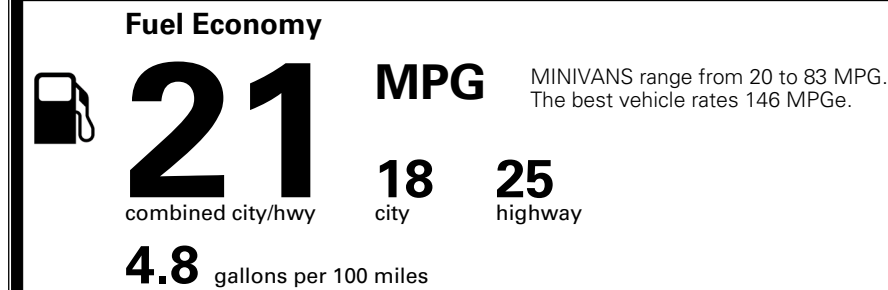 Fuel Economy
21 MPG
MINIVANS range from 20 to 83 MPG.
The best vehicle rates 146 MPGe.
18 25
combined city/hwy city highway
4.8 gallons per 100 miles